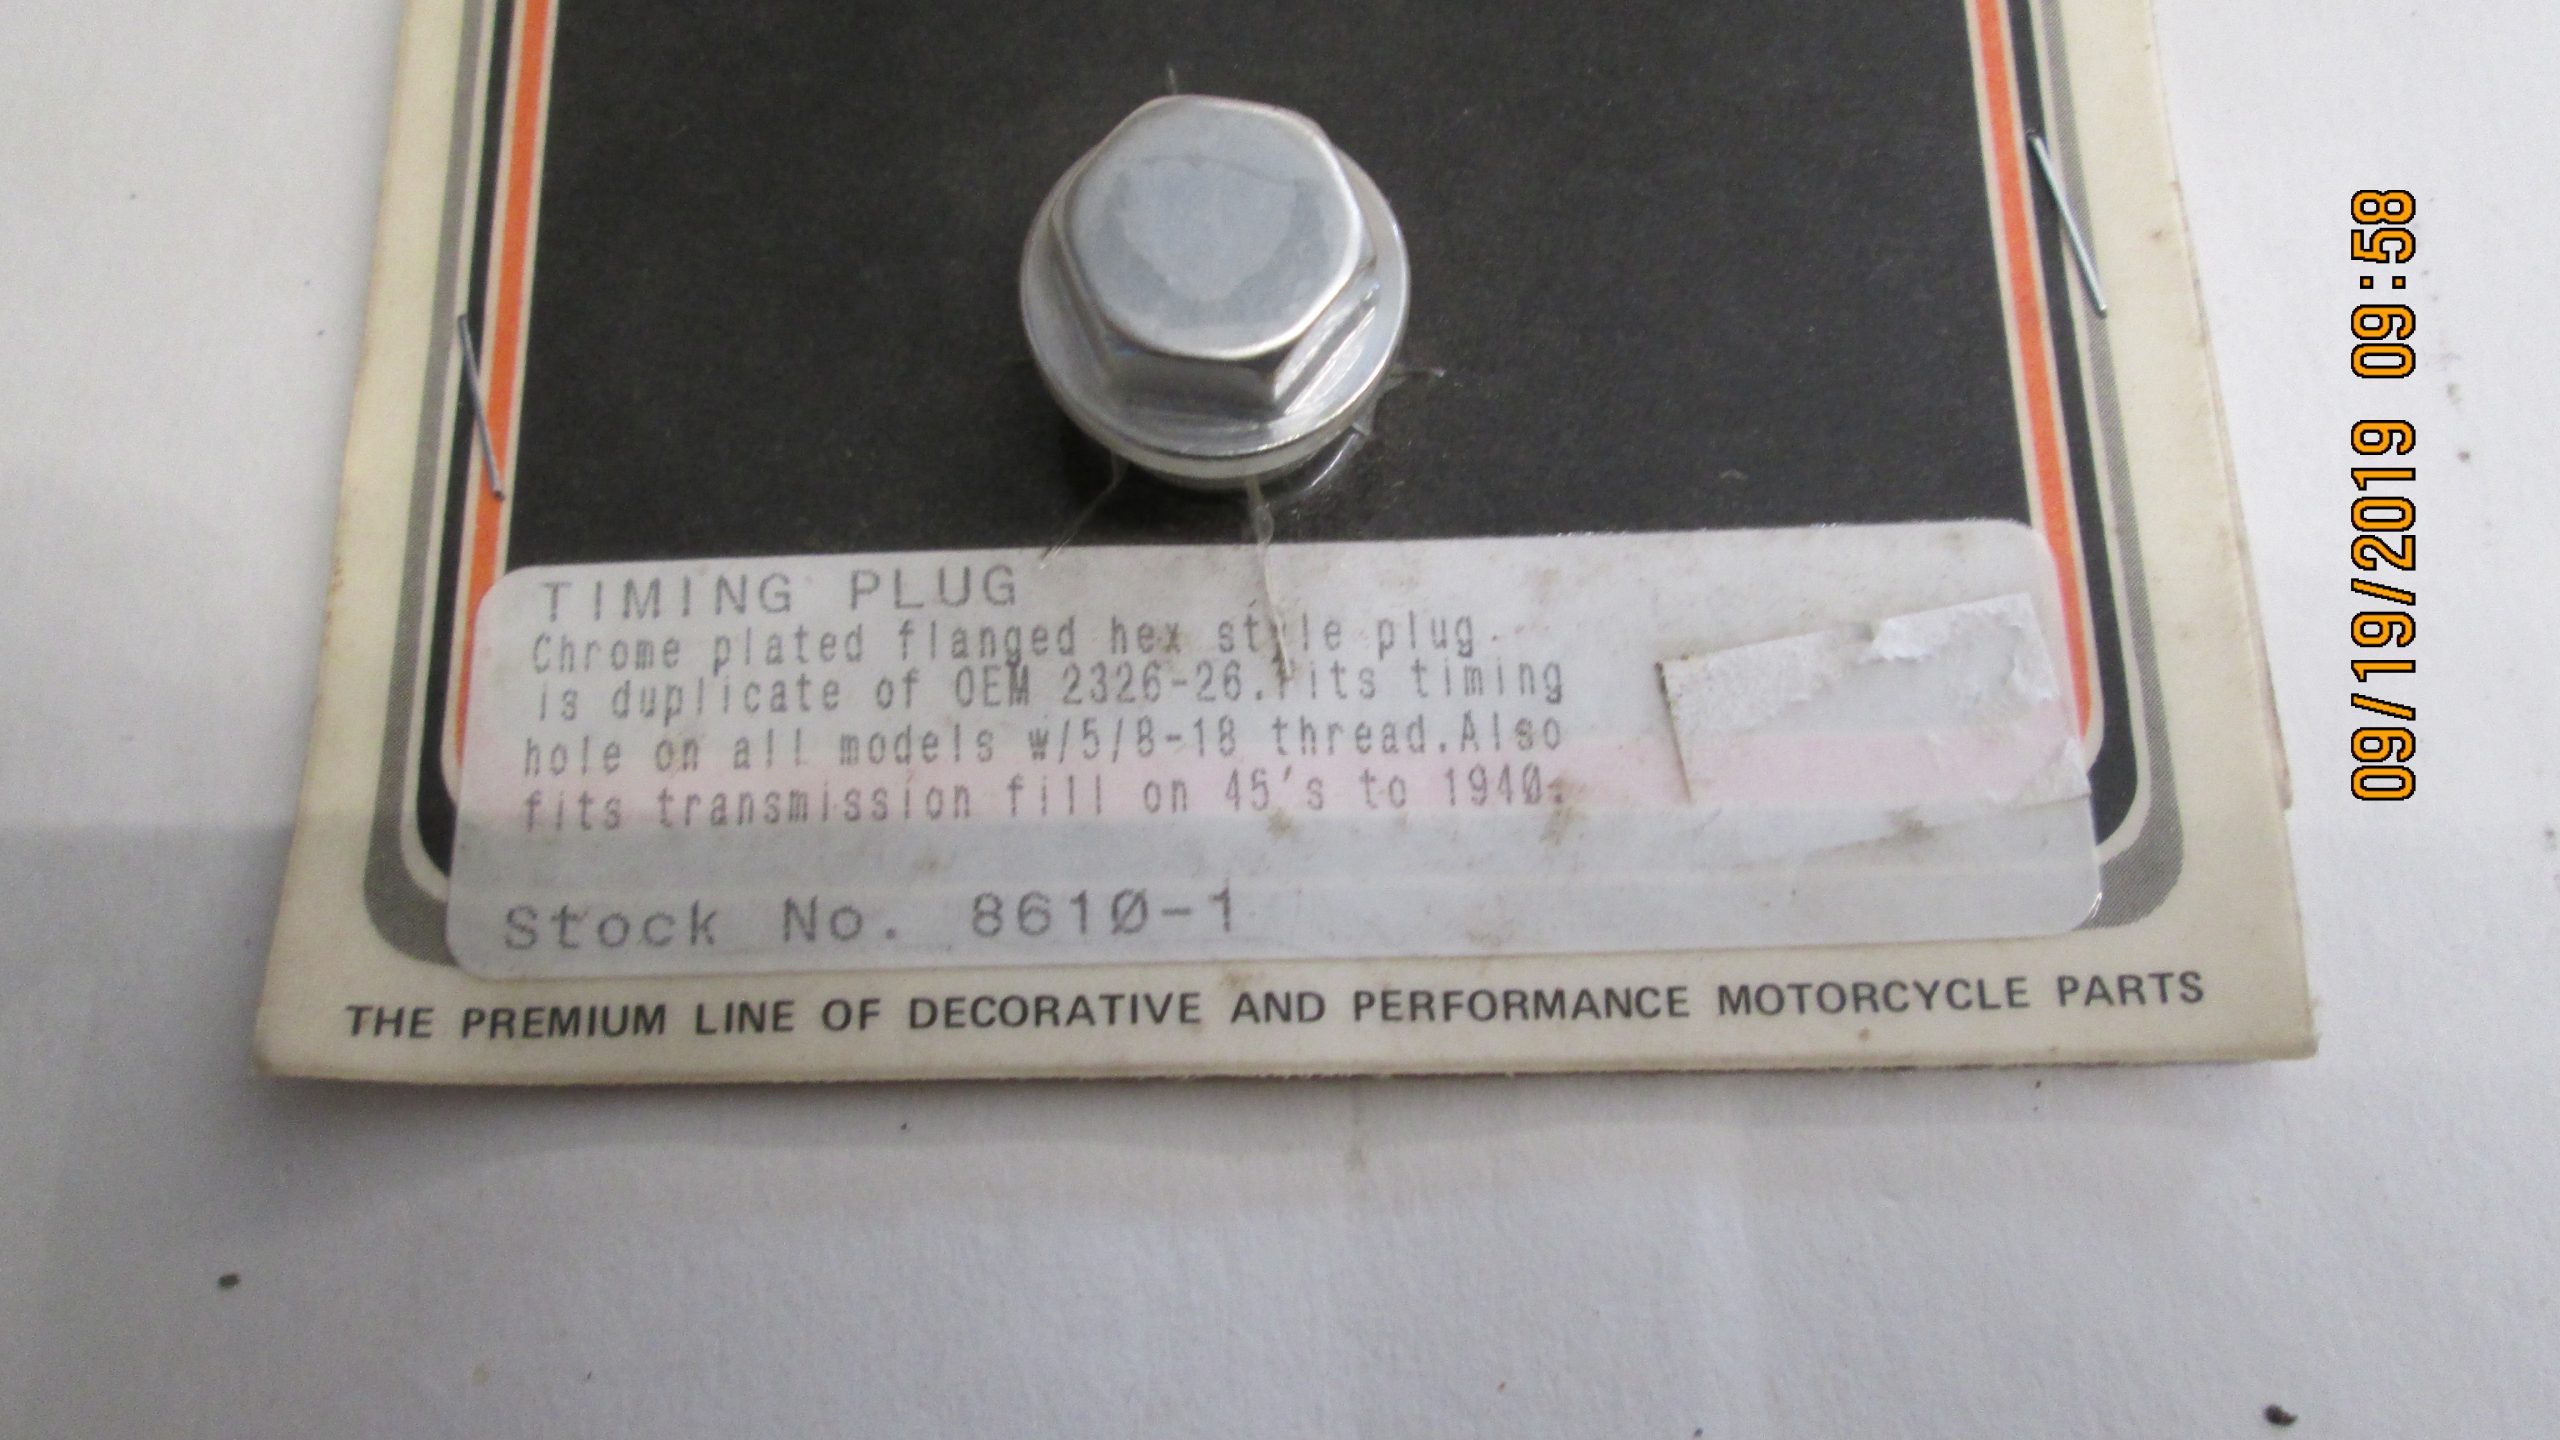 TIMING PLUG
Chrome plated flanged hex style plug
is duplicate of OEM 2326-26.Fits timing
hole on all models w/5/8-18 thread.Also
fits transmission fill on 45's to 1940.
Stock No. 8610-1
THE PREMIUM LINE OF DECORATIVE AND PERFORMANCE MOTORCYCLE PARTS
09/19/2019 09:58